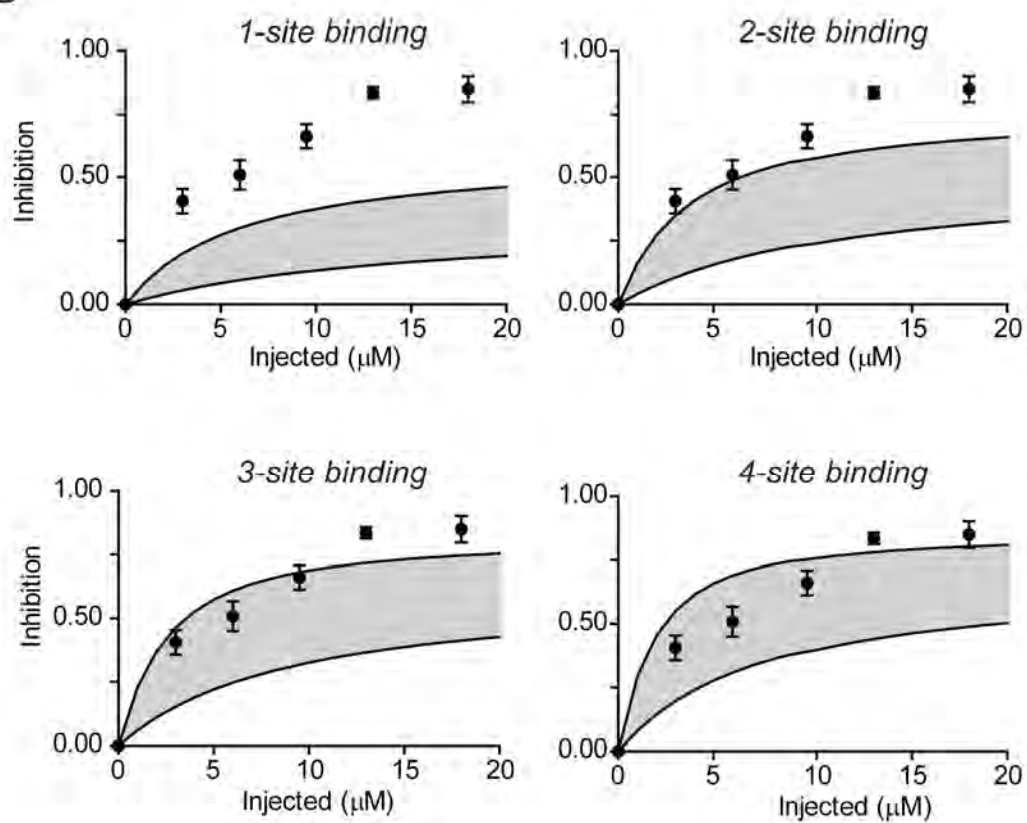 1-site binding
2-site binding
1.00
0.50
0.00
Inhibition
0 5 10 15 20
Injected (μM)
1.00
0.50
0.00
0 5 10 15 20
Injected (μM)
3-site binding
4-site binding
1.00
0.50
0.00
Inhibition
0 5 10 15 20
Injected (μM)
1.00
0.50
0.00
0 5 10 15 20
Injected (μM)